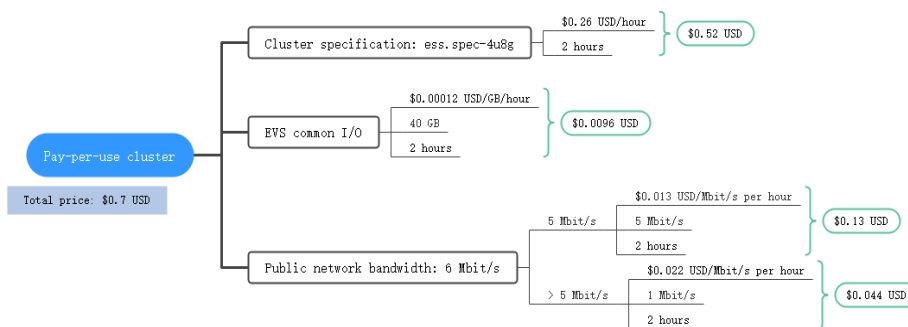 Pay-per-use cluster
Total price: $0.7 USD
Cluster specification: ess.spec-4u8g
$0.26 USD/hour
2 hours
$0.52 USD
EVS common I/O
$0.00012 USD/GB/hour
40 GB
2 hours
$0.0096 USD
Public network bandwidth: 6 Mbit/s
5 Mbit/s
$0.013 USD/Mbit/s per hour
5 Mbit/s
2 hours
$0.13 USD
> 5 Mbit/s
$0.022 USD/Mbit/s per hour
1 Mbit/s
2 hours
$0.044 USD